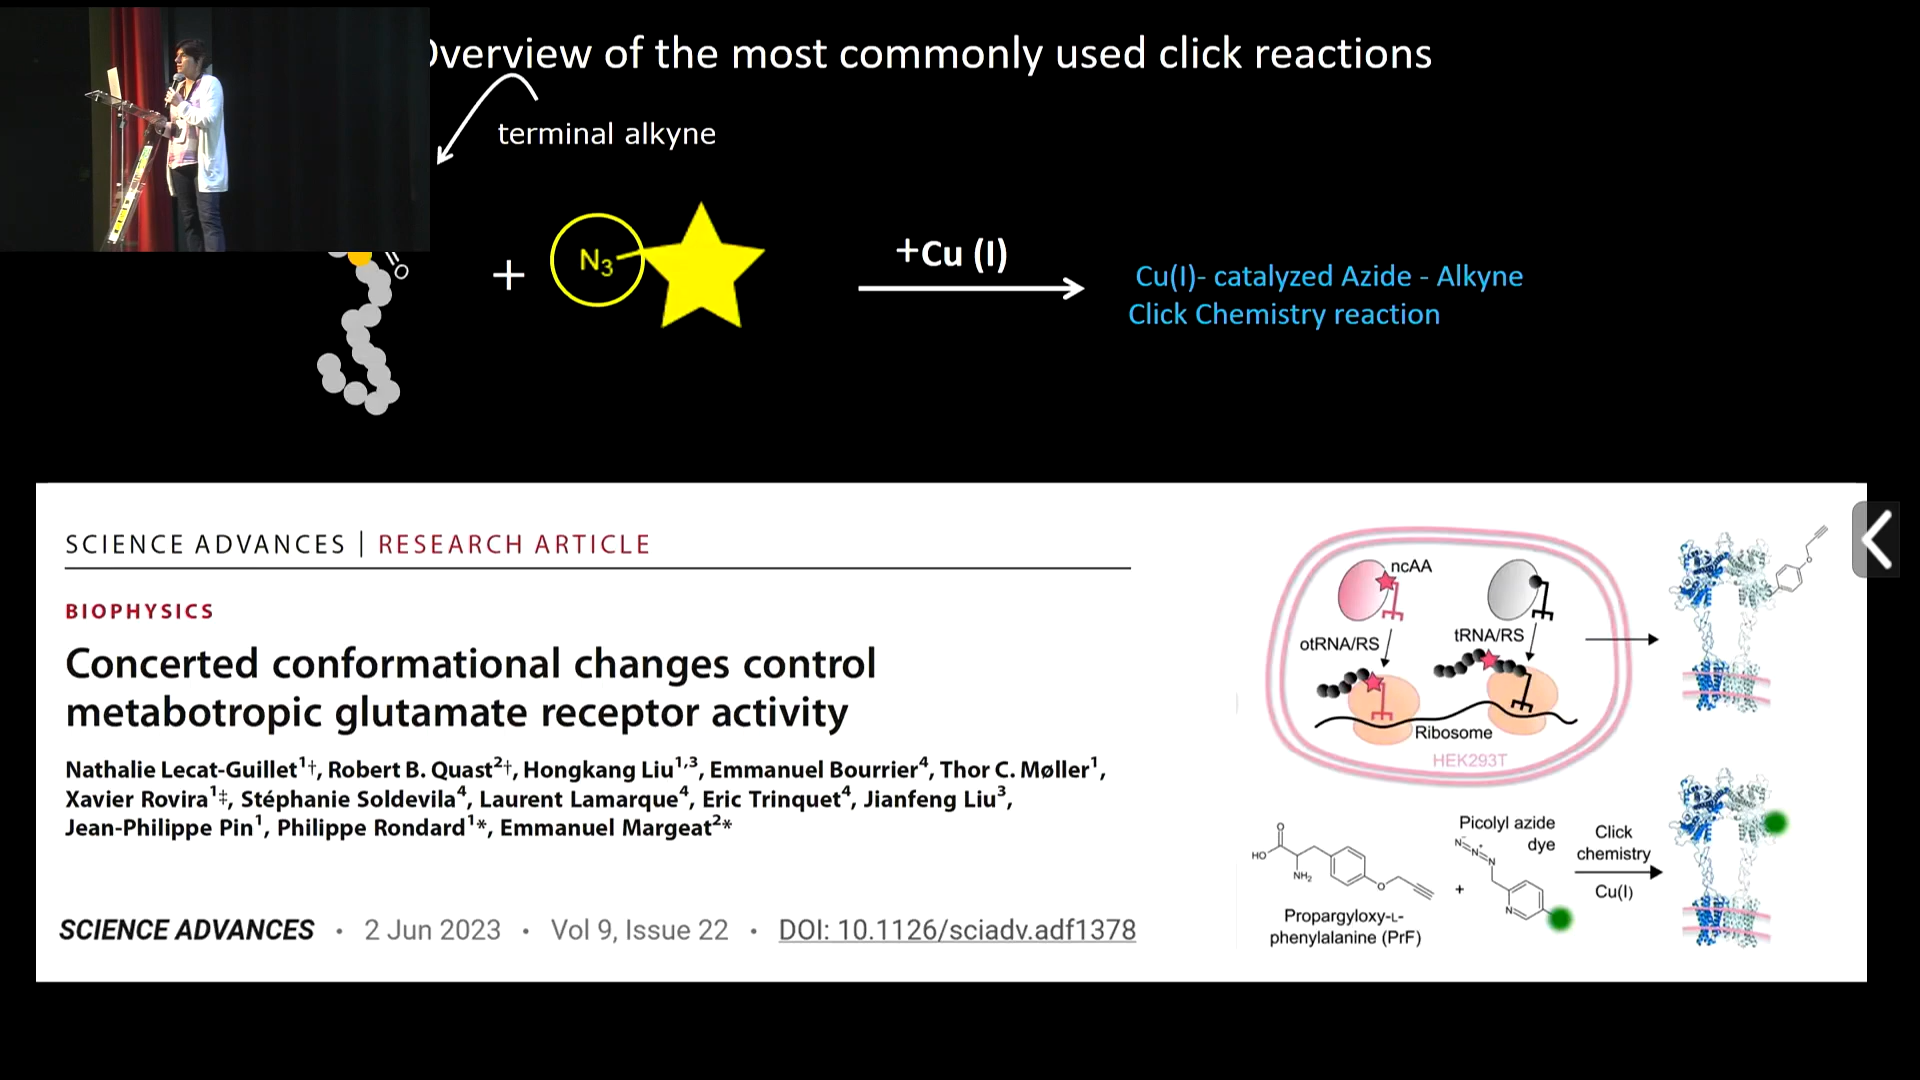 Overview of the most commonly used click reactions
terminal alkyne
O
+
N3
+Cu (I)
Cu(I)- catalyzed Azide - Alkyne
Click Chemistry reaction
SCIENCE ADVANCES | RESEARCH ARTICLE
BIOPHYSICS
Concerted conformational changes control
metabotropic glutamate receptor activity
Nathalie Lecat-Guillet¹†, Robert B. Quast²†, Hongkang Liu¹,³, Emmanuel Bourrier⁴, Thor C. Møller¹,
Xavier Rovira¹‡, Stéphanie Soldevila⁴, Laurent Lamarque⁴, Eric Trinquet⁴, Jianfeng Liu³,
Jean-Philippe Pin¹, Philippe Rondard¹*, Emmanuel Margeat²*
SCIENCE ADVANCES · 2 Jun 2023 · Vol 9, Issue 22 · DOI: 10.1126/sciadv.adf1378
ncAA
otRNA/RS
tRNA/RS
Ribosome
HEK293T
O
O
HO
NH₂
O
Propargyloxy-L-
phenylalanine (PrF)
+
Picolyl azide
dye
N⁻
N⁺
N
N
Click
chemistry
Cu(I)